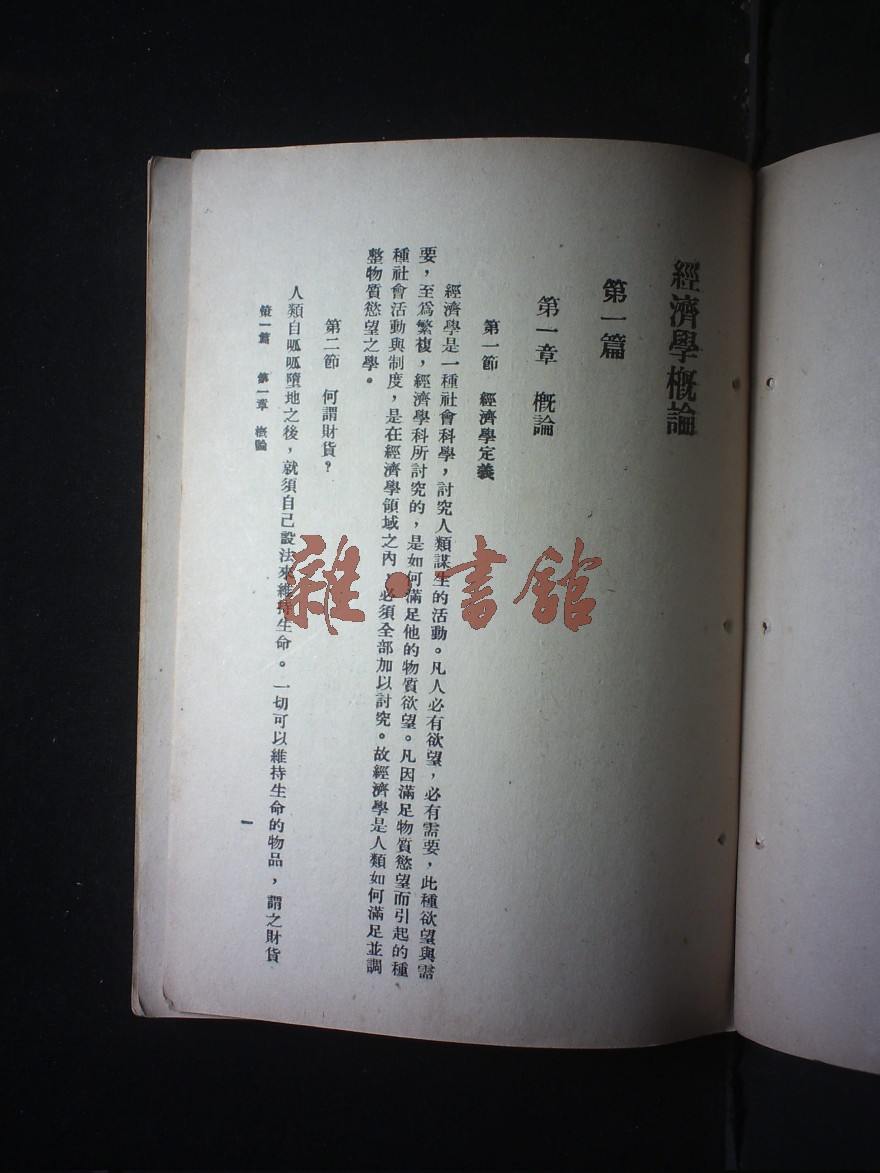 經濟學概論
第一篇
第一章　概論
第一節　經濟學定義
經濟學是一種社會科學，討究人類謀生的活動。凡人必有欲望，必有需要，此種欲望與需
要，至爲繁複，經濟學科所討究的，是如何滿足他的物質欲望。凡因滿足物質慾望而引起的種
種社會活動與制度，是在經濟學領域之內，必須全部加以討究。故經濟學是人類如何滿足並調
整物質慾望之學。
第二節　何謂財貨？
人類自呱呱墮地之後，就須自己設法來維持生命。一切可以維持生命的物品，謂之財貨
第一篇　第一章　概論
一
雜·書館